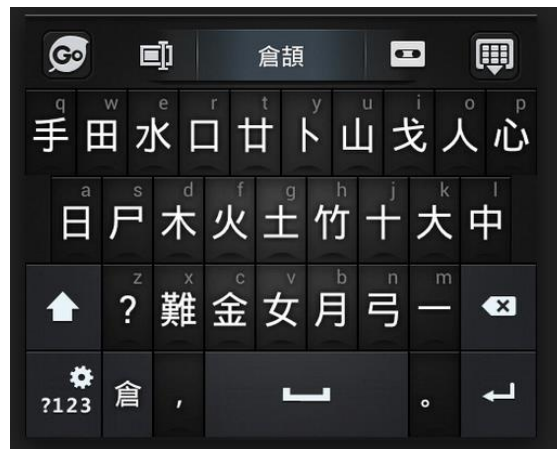 Go 倉頡
q w e r t y u i o p
手 田 水 口 廿 卜 山 戈 人 心
a s d f g h j k l
日 尸 木 火 土 竹 十 大 中
z x c v b n m
? 難 金 女 月 弓 一
?123 倉 , 。